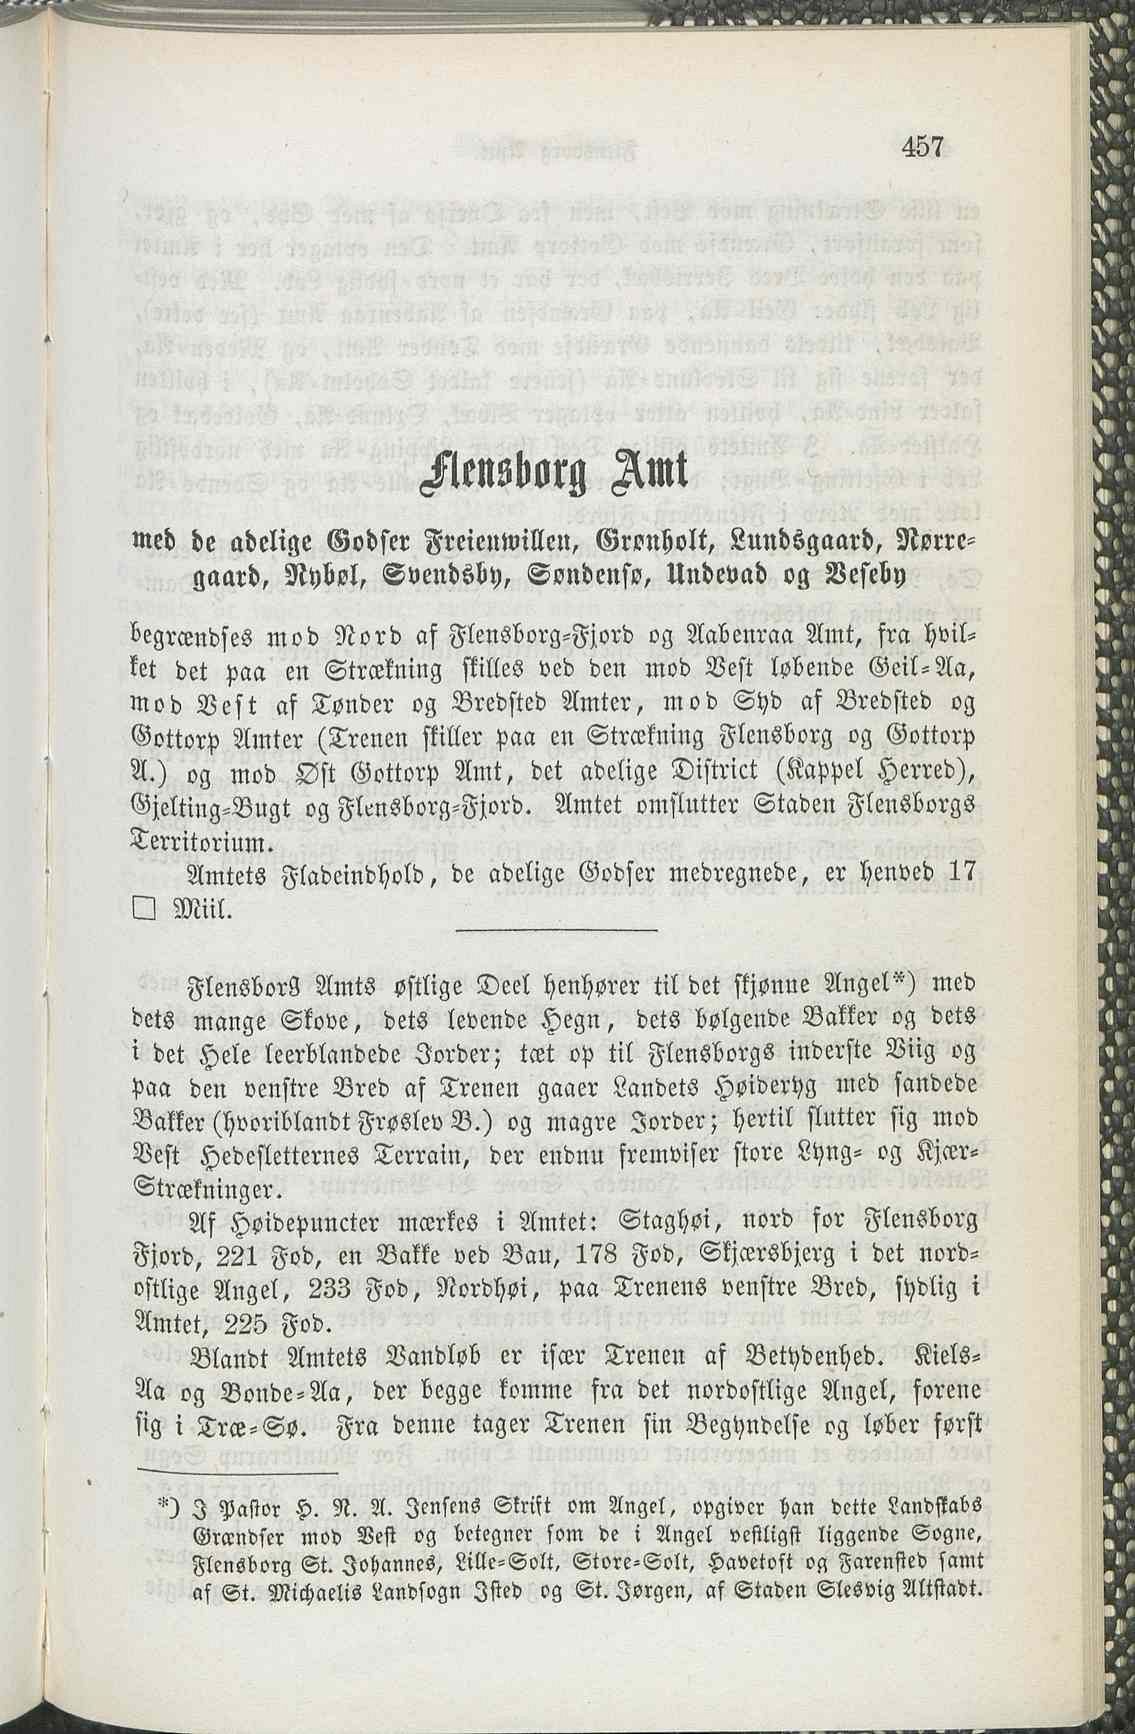 457
Flensborg Amt
med de adelige Godser Freienwillen, Grønholt, Lundsgaard, Nørre-
gaard, Nybøl, Svendsby, Søndensø, Undevad og Veseby
begrændses mod Nord af Flensborg-Fjord og Aabenraa Amt, fra hvil-
ket det paa en Strækning skilles ved den mod Vest løbende Geil-Aa,
mod Vest af Tønder og Bredsted Amter, mod Syd af Bredsted og
Gottorp Amter (Trenen skiller paa en Strækning Flensborg og Gottorp
A.) og mod Øst Gottorp Amt, det adelige District (Kappel Herred),
Gjelting-Bugt og Flensborg-Fjord. Amtet omslutter Staden Flensborgs
Territorium.
Amtets Fladeindhold, de adelige Godser medregnede, er henved 17
□ Miil.
Flensborg Amts østlige Deel henhører til det skjønne Angel*) med
dets mange Skove, dets levende Hegn, dets bølgende Bakker og dets
i det Hele leerblandede Jorder; tæt op til Flensborgs inderste Viig og
paa den venstre Bred af Trenen gaaer Landets Høideryg med sandede
Bakker (hvoriblandt Frøslev B.) og magre Jorder; hertil slutter sig mod
Vest Hedesletternes Terrain, der endnu fremviser store Lyng- og Kjær-
Strækninger.
Af Høidepuncter mærkes i Amtet: Staghøi, nord for Flensborg
Fjord, 221 Fod, en Bakke ved Bau, 178 Fod, Skjærsbjerg i det nord-
ostlige Angel, 233 Fod, Nordhøi, paa Trenens venstre Bred, sydlig i
Amtet, 225 Fod.
Blandt Amtets Vandløb er især Trenen af Betydenhed. Kiels-
Aa og Bonde-Aa, der begge komme fra det nordostlige Angel, forene
sig i Træ-Sø. Fra denne tager Trenen sin Begyndelse og løber først
*) I Pastor H. N. A. Jensens Skrift om Angel, opgiver han dette Landskabs
Grændser mod Vest og betegner som de i Angel vestligst liggende Sogne,
Flensborg St. Johannes, Lille-Solt, Store-Solt, Havetoft og Farensted samt
af St. Michaelis Landsogn Isted og St. Jørgen, af Staden Slesvig Altstadt.